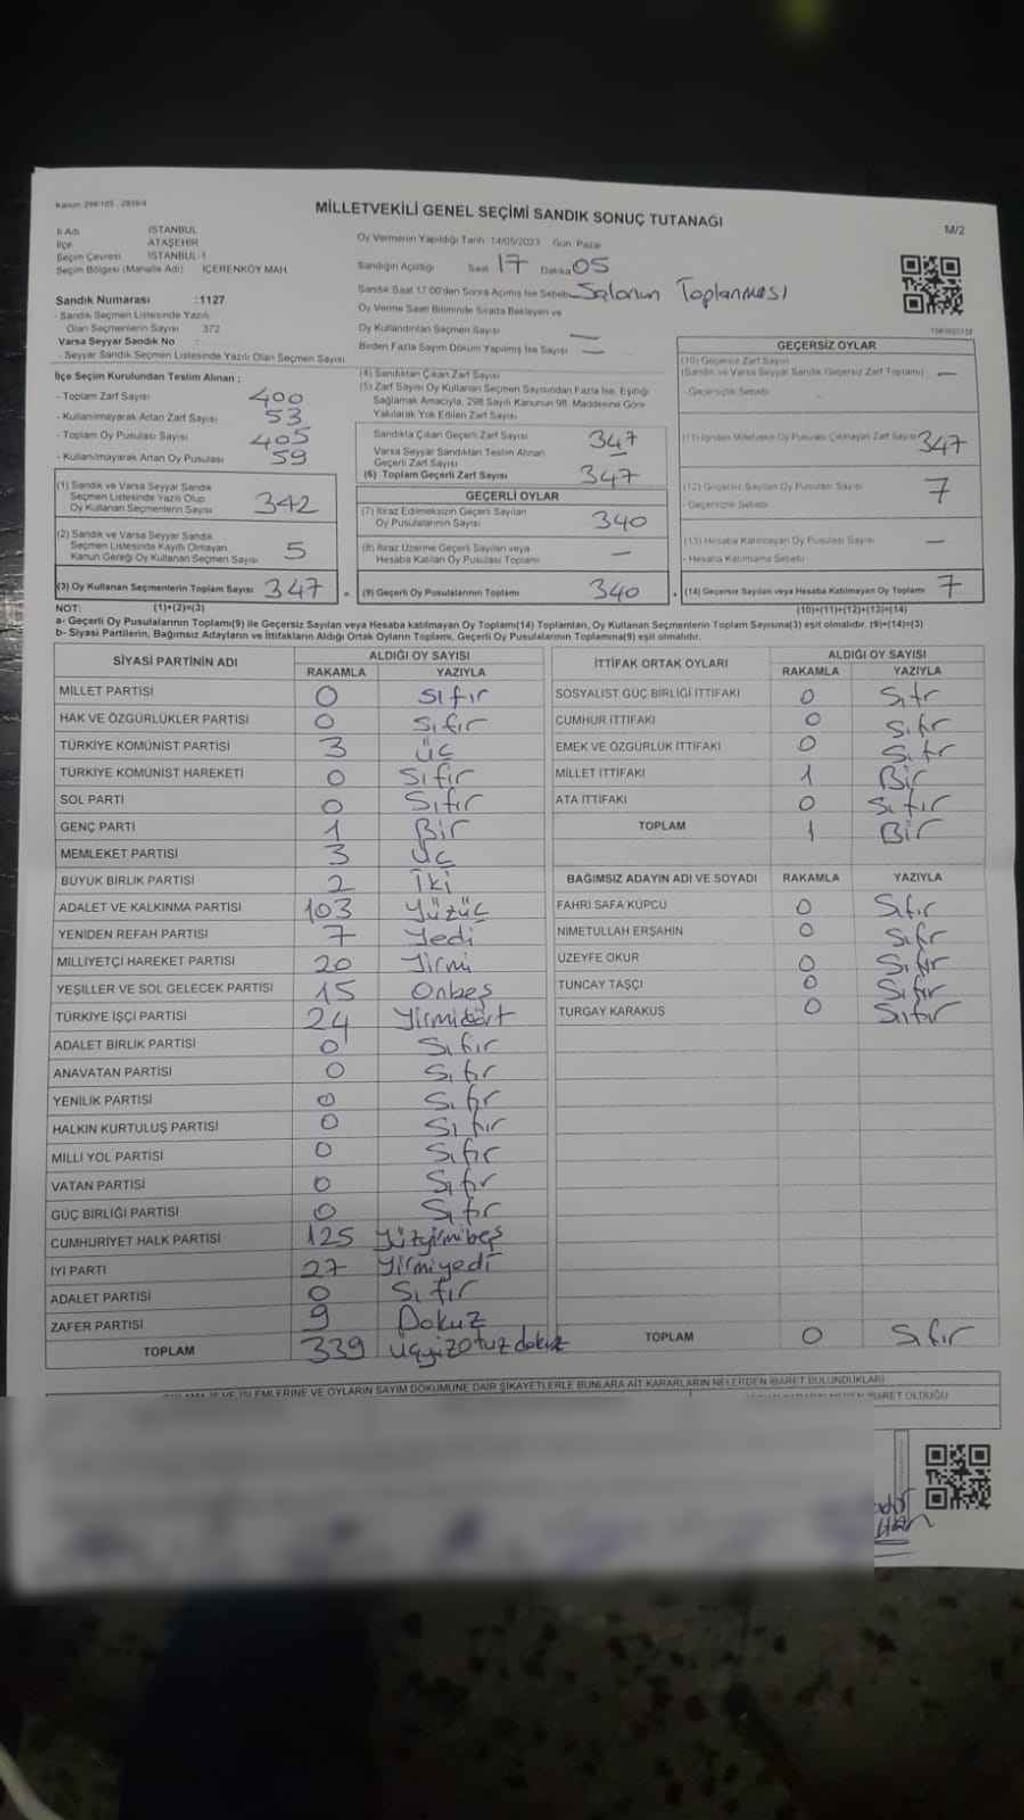 MİLLETVEKİLİ GENEL SEÇİMİ SANDIK SONUÇ TUTANAĞI
M/2
İl Adı İSTANBUL
İlçe ATAŞEHİR
Seçim Çevresi İSTANBUL-1
Seçim Bölgesi (Mahalle Adı) İÇERENKÖY MAH.
Oy Vermenin Yapıldığı Tarih :14/05/2023 Gün: Pazar
Sandığın Açıldığı Saat 17 Dakika 05
Sandık Saat 17.00'den Sonra Açılmış İse Sebebi Salonun Toplanması
Oy Verme Saati Bitiminde Sırada Bekleyen ve
Oy Kullandırılan Seçmen Sayısı —
Birden Fazla Sayım Döküm Yapılmış İse Sayısı —
Sandık Numarası :1127
- Sandık Seçmen Listesinde Yazılı
Olan Seçmenlerin Sayısı 372
Varsa Seyyar Sandık No :
- Seyyar Sandık Seçmen Listesinde Yazılı Olan Seçmen Sayısı
İlçe Seçim Kurulundan Teslim Alınan :
- Toplam Zarf Sayısı 400
- Kullanılmayarak Artan Zarf Sayısı 53
- Toplam Oy Pusulası Sayısı 405
- Kullanılmayarak Artan Oy Pusulası 59
(1) Sandık ve Varsa Seyyar Sandık
Seçmen Listesinde Yazılı Olup
Oy Kullanan Seçmenlerin Sayısı 342
(2) Sandık ve Varsa Seyyar Sandık
Seçmen Listesinde Kayıtlı Olmayan
Kanun Gereği Oy Kullanan Seçmen Sayısı 5
(3) Oy Kullanan Seçmenlerin Toplam Sayısı 347
(4) Sandıktan Çıkan Zarf Sayısı
(5) Zarf Sayısı Oy Kullanan Seçmen Sayısından Fazla İse, Eşitliği
Sağlamak Amacıyla, 298 Sayılı Kanunun 98. Maddesine Göre
Yakılarak Yok Edilen Zarf Sayısı
Sandıkta Çıkan Geçerli Zarf Sayısı 347
Varsa Seyyar Sandıktan Teslim Alınan
Geçerli Zarf Sayısı
(6) Toplam Geçerli Zarf Sayısı 347
GEÇERLİ OYLAR
(7) İtiraz Edilmeksizin Geçerli Sayılan
Oy Pusulalarının Sayısı 340
(8) İtiraz Üzerine Geçerli Sayılan veya
Hesaba Katılan Oy Pusulası Toplamı —
(9) Geçerli Oy Pusulalarının Toplamı 340
GEÇERSİZ OYLAR
(10) Geçersiz Zarf Sayısı
(Sandık ve Varsa Seyyar Sandık Geçersiz Zarf Toplamı) —
- Geçersizlik Sebebi
(11) İçinden Milletvekili Oy Pusulası Çıkmayan Zarf Sayısı 347
(12) Geçersiz Sayılan Oy Pusulası Sayısı 7
- Geçersizlik Sebebi
(13) Hesaba Katılmayan Oy Pusulası Sayısı —
- Hesaba Katılmama Sebebi
(14) Geçersiz Sayılan veya Hesaba Katılmayan Oy Toplamı 7
NOT: (1)+(2)=(3) (10)+(11)+(12)+(13)=(14)
a- Geçerli Oy Pusulalarının Toplamı(9) ile Geçersiz Sayılan veya Hesaba katılmayan Oy Toplamı(14) Toplamları, Oy Kullanan Seçmenlerin Toplam Sayısına(3) eşit olmalıdır. (9)+(14)=(3)
b- Siyasi Partilerin, Bağımsız Adayların ve İttifakların Aldığı Ortak Oyların Toplamı, Geçerli Oy Pusulalarının Toplamına(9) eşit olmalıdır.
SİYASİ PARTİNİN ADI ALDIĞI OY SAYISI
RAKAMLA YAZIYLA
MİLLET PARTİSİ 0 Sıfır
HAK VE ÖZGÜRLÜKLER PARTİSİ 0 Sıfır
TÜRKİYE KOMÜNİST PARTİSİ 3 Üç
TÜRKİYE KOMÜNİST HAREKETİ 0 Sıfır
SOL PARTİ 0 Sıfır
GENÇ PARTİ 1 Bir
MEMLEKET PARTİSİ 3 Üç
BÜYÜK BİRLİK PARTİSİ 2 İki
ADALET VE KALKINMA PARTİSİ 103 Yüzüç
YENİDEN REFAH PARTİSİ 7 Yedi
MİLLİYETÇİ HAREKET PARTİSİ 20 Yirmi
YEŞİLLER VE SOL GELECEK PARTİSİ 15 Onbeş
TÜRKİYE İŞÇİ PARTİSİ 24 Yirmidört
ADALET BİRLİK PARTİSİ 0 Sıfır
ANAVATAN PARTİSİ 0 Sıfır
YENİLİK PARTİSİ 0 Sıfır
HALKIN KURTULUŞ PARTİSİ 0 Sıfır
MİLLİ YOL PARTİSİ 0 Sıfır
VATAN PARTİSİ 0 Sıfır
GÜÇ BİRLİĞİ PARTİSİ 0 Sıfır
CUMHURİYET HALK PARTİSİ 125 Yüzyirmibeş
İYİ PARTİ 27 Yirmiyedi
ADALET PARTİSİ 0 Sıfır
ZAFER PARTİSİ 9 Dokuz
TOPLAM 339 üçyüzotuzdokuz
İTTİFAK ORTAK OYLARI ALDIĞI OY SAYISI
RAKAMLA YAZIYLA
SOSYALİST GÜÇ BİRLİĞİ İTTİFAKI 0 Sıfır
CUMHUR İTTİFAKI 0 Sıfır
EMEK VE ÖZGÜRLÜK İTTİFAKI 0 Sıfır
MİLLET İTTİFAKI 1 Bir
ATA İTTİFAKI 0 Sıfır
TOPLAM 1 Bir
BAĞIMSIZ ADAYIN ADI VE SOYADI RAKAMLA YAZIYLA
FAHRİ SAFA KÜPCÜ 0 Sıfır
NİMETULLAH ERŞAHİN 0 Sıfır
ÜZEYFE OKUR 0 Sıfır
TUNCAY TAŞÇI 0 Sıfır
TURGAY KARAKUŞ 0 Sıfır
TOPLAM 0 Sıfır
VE İŞLEMLERİNE VE OYLARIN SAYIM DÖKÜMÜNE DAİR ŞİKAYETLERLE BUNLARA AİT KARARLARIN NELERDEN İBARET BULUNDUKLARI
İBARET OLDUĞU